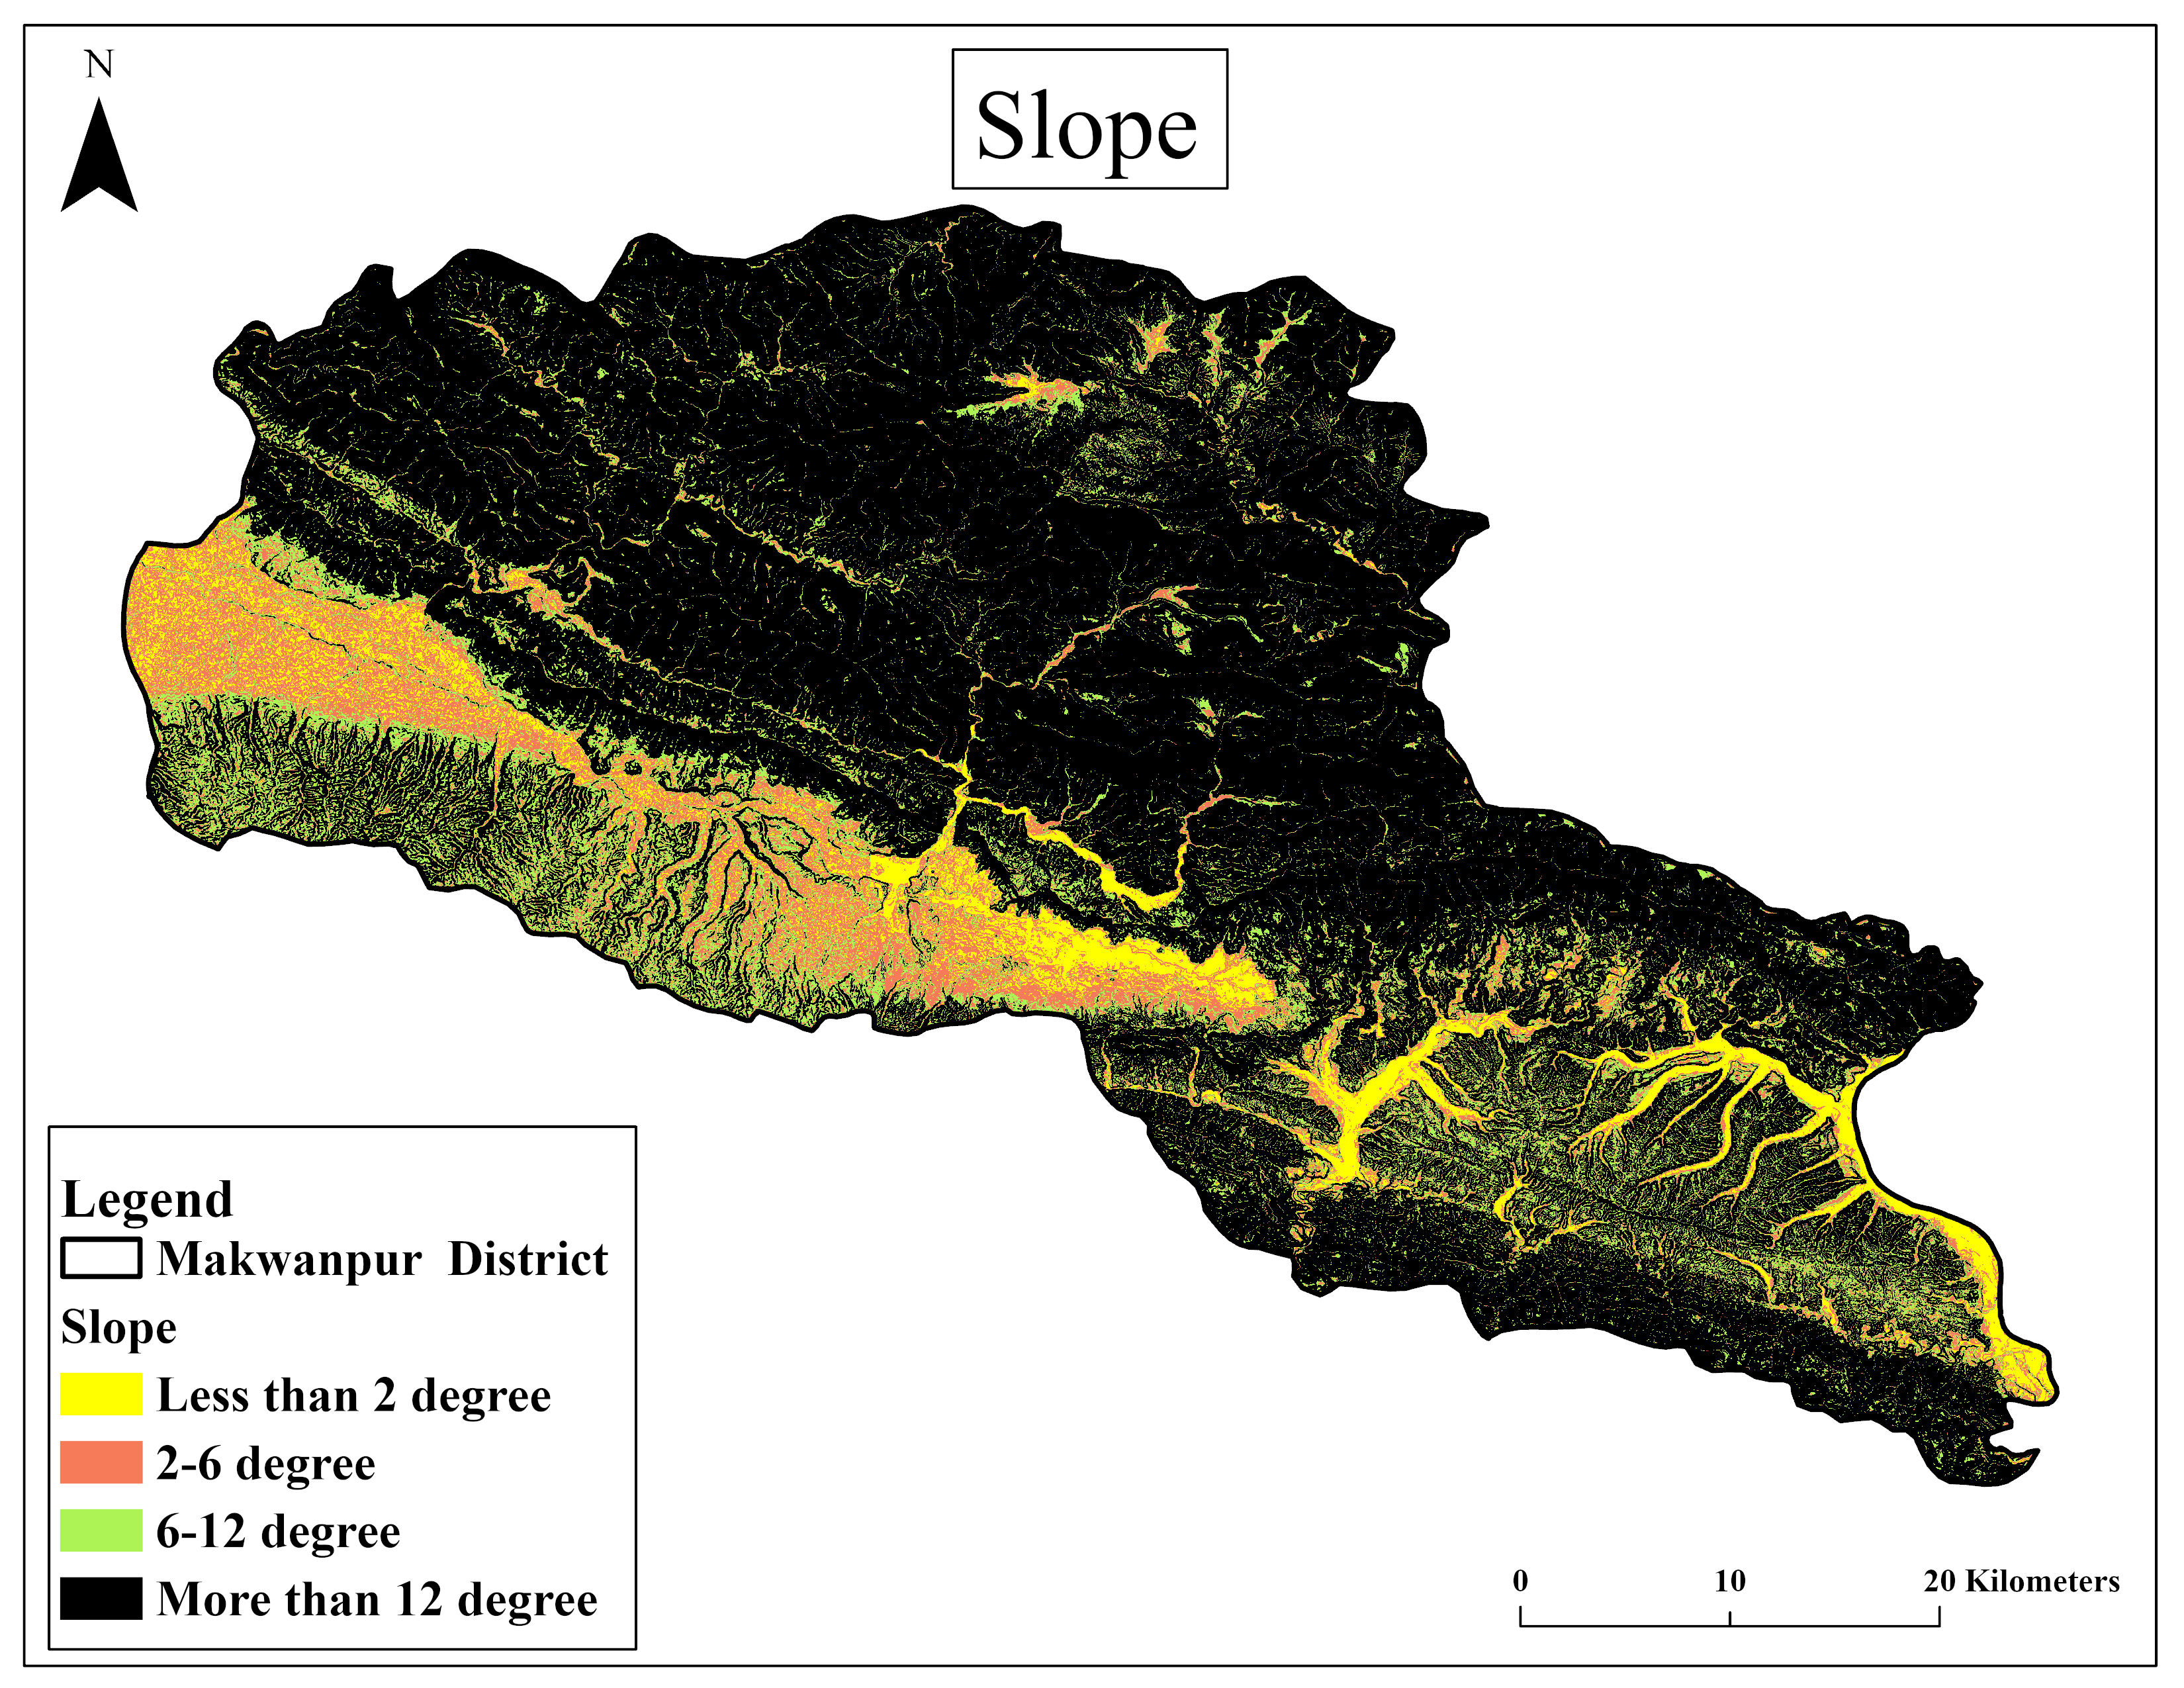 N
Slope
Legend
Makwanpur District
Slope
Less than 2 degree
2-6 degree
6-12 degree
More than 12 degree
0 10 20 Kilometers